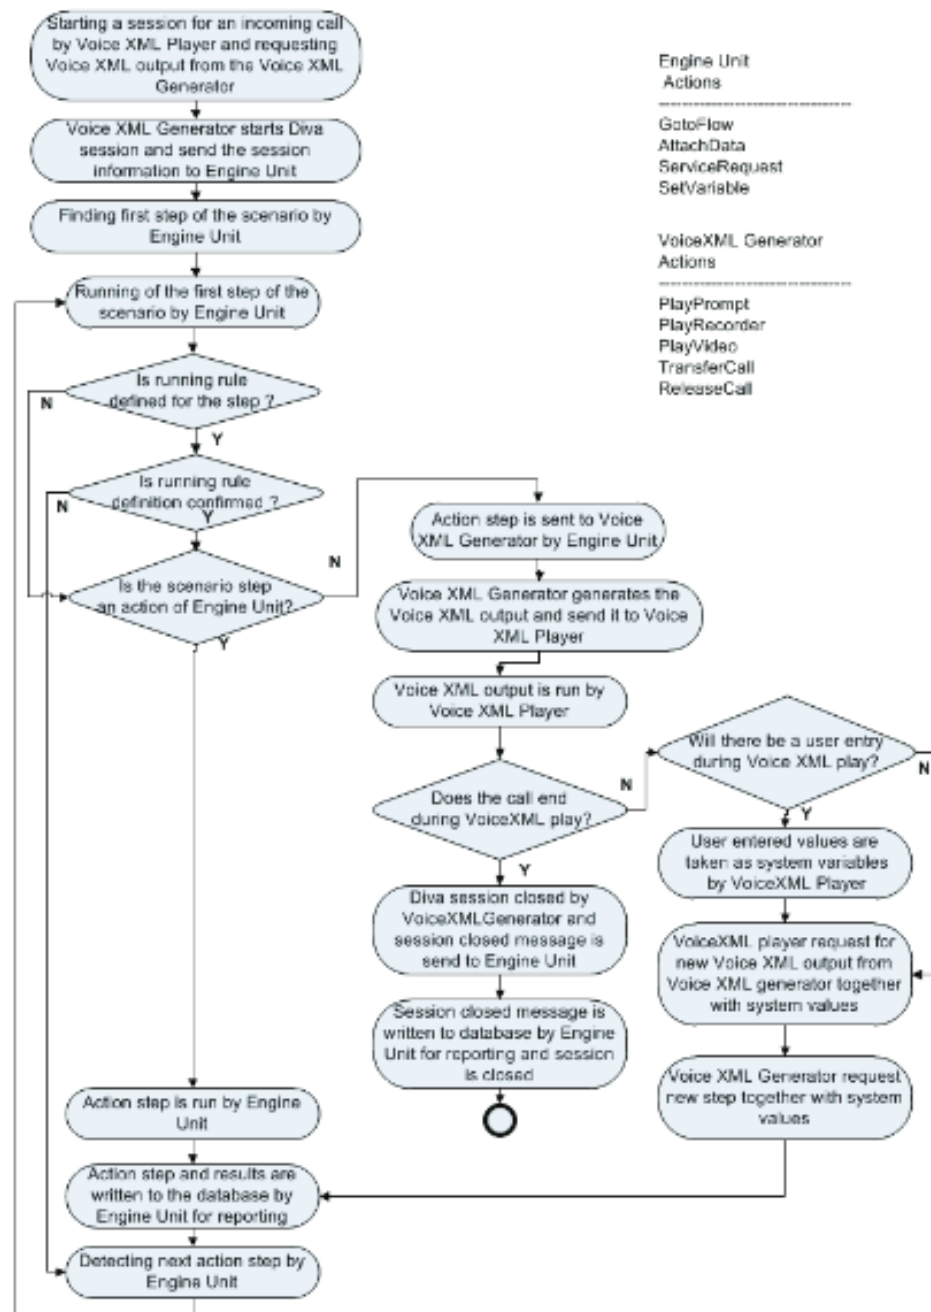 Starting a session for an incoming call
by Voice XML Player and requesting
Voice XML output from the Voice XML
Generator
Voice XML Generator starts Diva
session and send the session
information to Engine Unit
Finding first step of the scenario by
Engine Unit
Running of the first step of the
scenario by Engine Unit
Is running rule
defined for the step ?
N
Y
Is running rule
definition confirmed ?
N
Y
Is the scenario step
an action of Engine Unit?
N
Y
Engine Unit
Actions
GotoFlow
AttachData
ServiceRequest
SetVariable
VoiceXML Generator
Actions
PlayPrompt
PlayRecorder
PlayVideo
TransferCall
ReleaseCall
Action step is sent to Voice
XML Generator by Engine Unit
Voice XML Generator generates the
Voice XML output and send it to Voice
XML Player
Voice XML output is run by
Voice XML Player
Does the call end
during VoiceXML play?
N
Y
Diva session closed by
VoiceXMLGenerator and
session closed message is
send to Engine Unit
Session closed message is
written to database by Engine
Unit for reporting and session
is closed
Will there be a user entry
during Voice XML play?
N
Y
User entered values are
taken as system variables
by VoiceXML Player
VoiceXML player request for
new Voice XML output from
Voice XML generator together
with system values
Voice XML Generator request
new step together with system
values
Action step is run by Engine
Unit
Action step and results are
written to the database by
Engine Unit for reporting
Detecting next action step by
Engine Unit